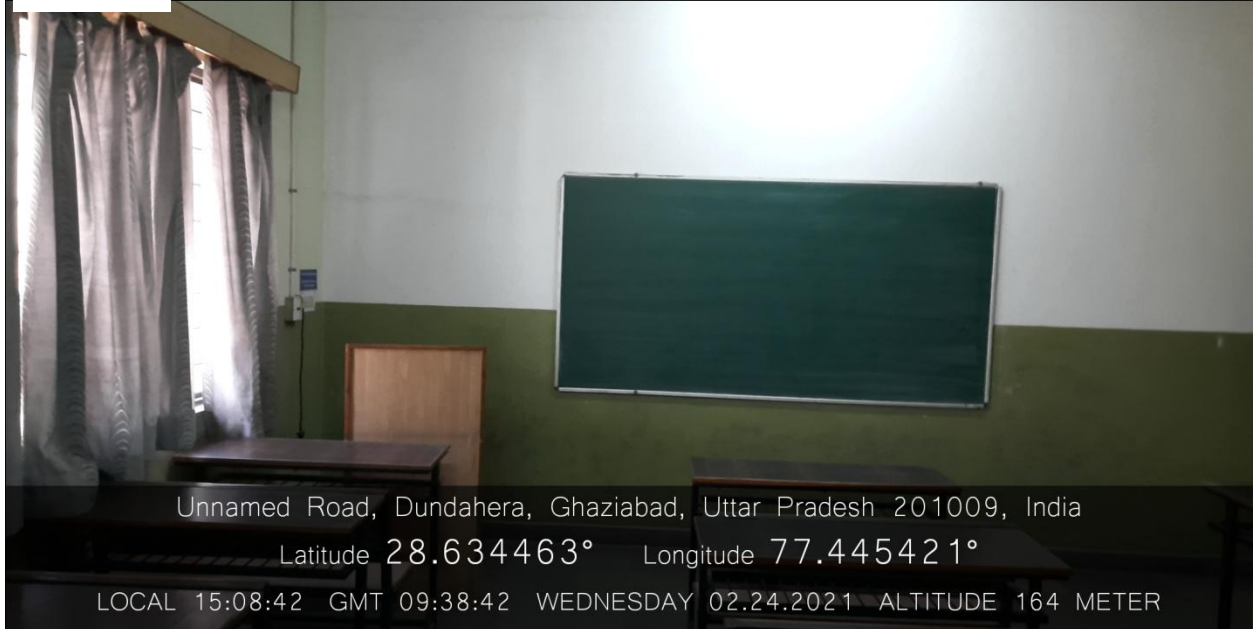 Unnamed Road, Dundahera, Ghaziabad, Uttar Pradesh 201009, India
Latitude 28.634463° Longitude 77.445421°
LOCAL 15:08:42 GMT 09:38:42 WEDNESDAY 02.24.2021 ALTITUDE 164 METER